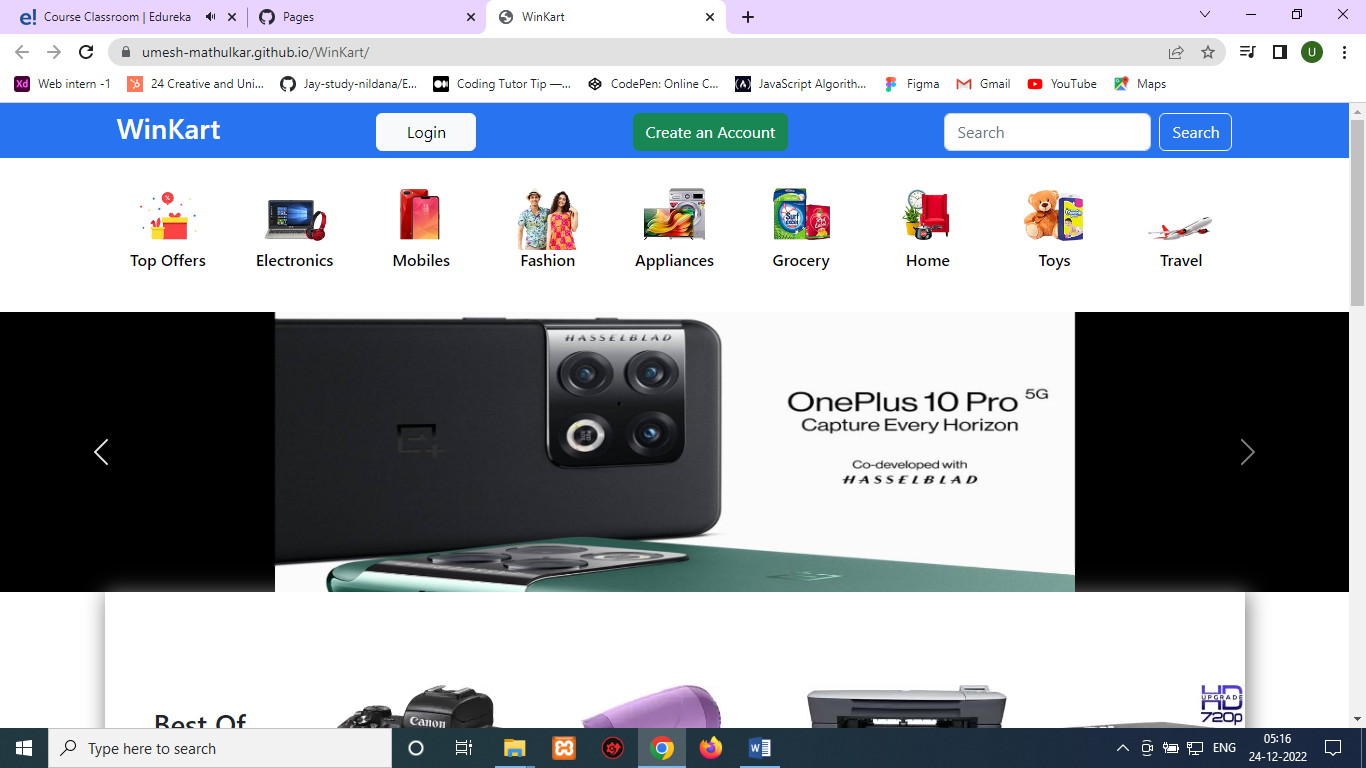 Course Classroom | Edureka
Pages
WinKart
umesh-mathulkar.github.io/WinKart/
U
Xd Web intern -1
24 Creative and Uni...
Jay-study-nildana/E...
Coding Tutor Tip —...
CodePen: Online C...
(A) JavaScript Algorith...
Figma
Gmail
YouTube
Maps
WinKart
Login
Create an Account
Search
Search
Top Offers
Electronics
Mobiles
Fashion
Appliances
Grocery
Home
Toys
Travel
HASSELBLAD
OnePlus 10 Pro 5G
Capture Every Horizon
Co-developed with
HASSELBLAD
Best Of
Canon
HD
UPGRADE
720p
Type here to search
ENG
05:16
24-12-2022